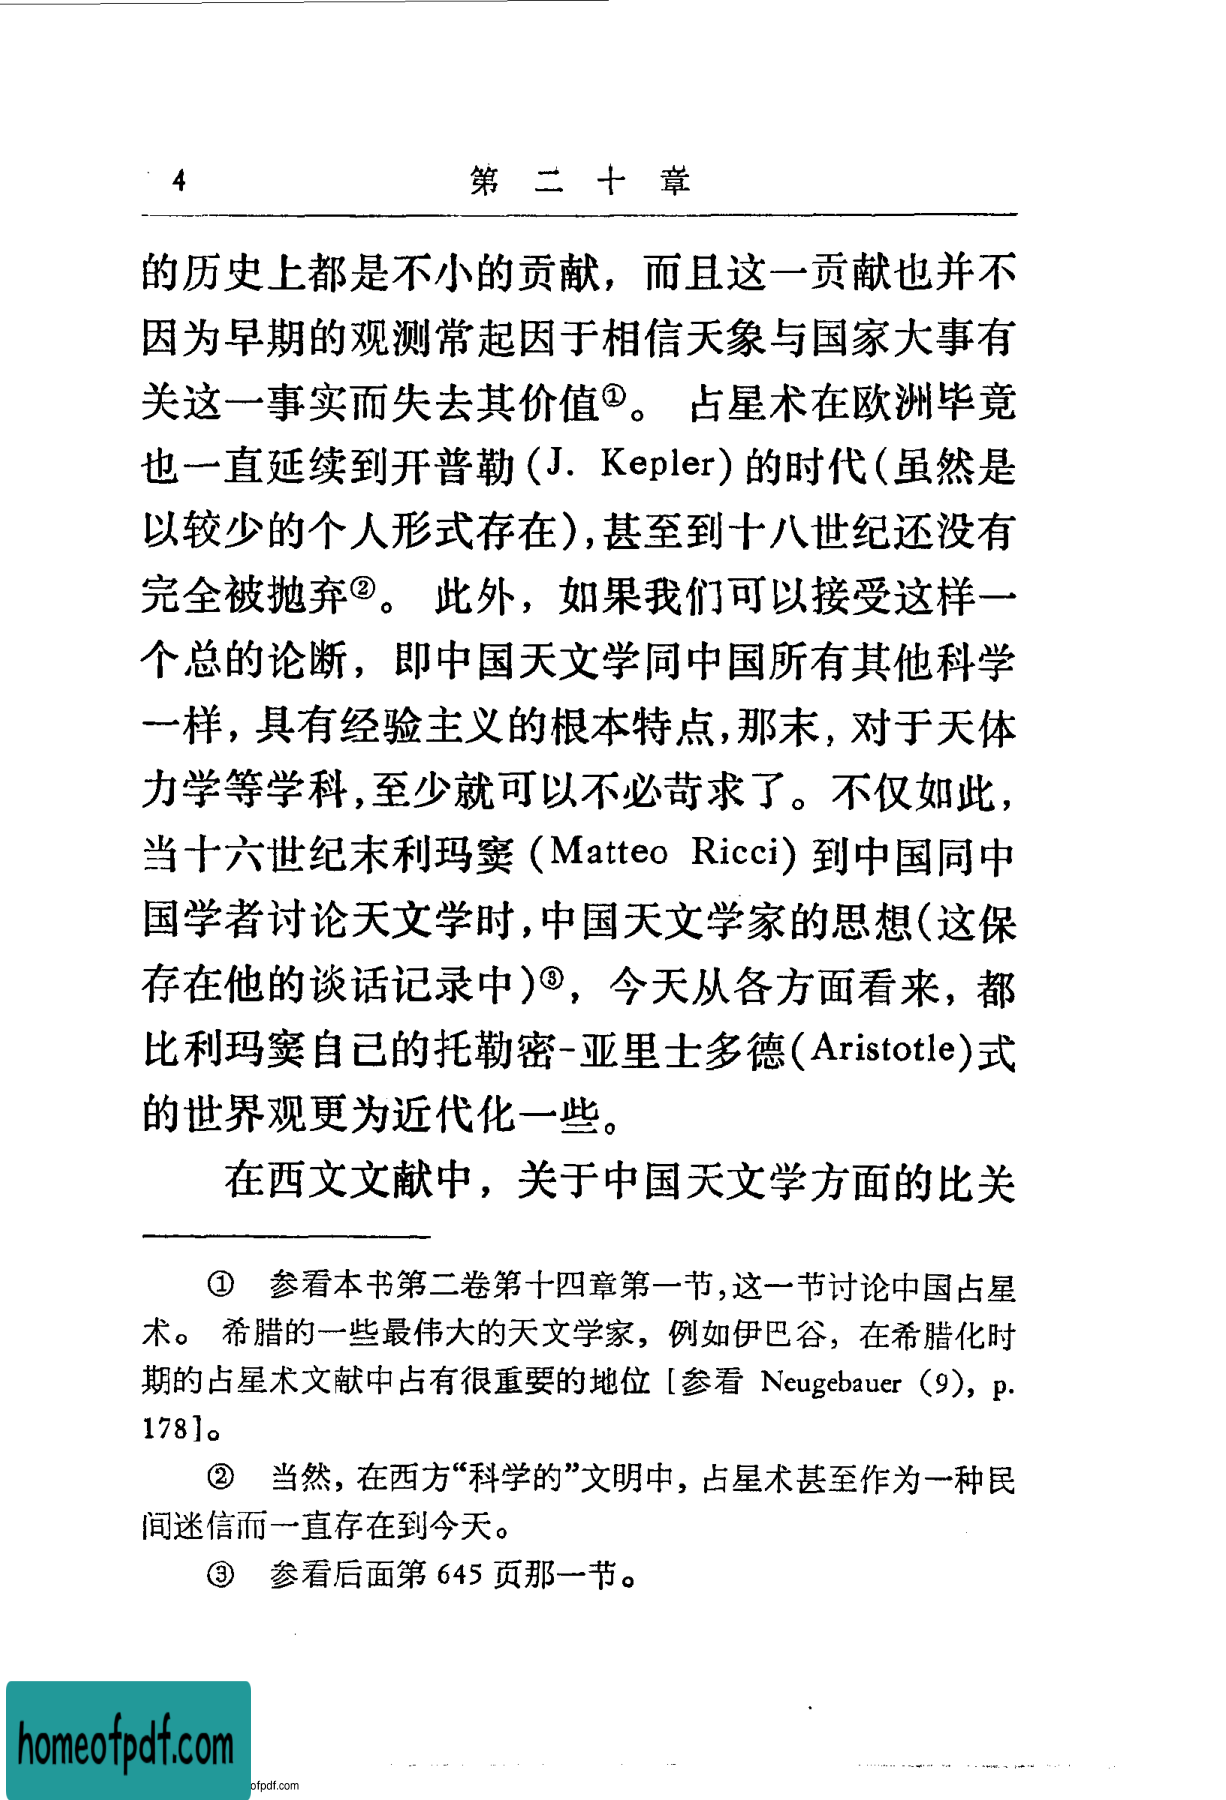 4 第二十章
的历史上都是不小的贡献，而且这一贡献也并不
因为早期的观测常起因于相信天象与国家大事有
关这一事实而失去其价值①。 占星术在欧洲毕竟
也一直延续到开普勒(J. Kepler)的时代(虽然是
以较少的个人形式存在),甚至到十八世纪还没有
完全被抛弃②。 此外，如果我们可以接受这样一
个总的论断，即中国天文学同中国所有其他科学
一样，具有经验主义的根本特点,那末，对于天体
力学等学科,至少就可以不必苛求了。不仅如此，
当十六世纪末利玛窦(Matteo Ricci)到中国同中
国学者讨论天文学时,中国天文学家的思想(这保
存在他的谈话记录中)③，今天从各方面看来，都
比利玛窦自己的托勒密-亚里士多德(Aristotle)式
的世界观更为近代化一些。
在西文文献中，关于中国天文学方面的比关
① 参看本书第二卷第十四章第一节,这一节讨论中国占星
术。 希腊的一些最伟大的天文学家，例如伊巴谷，在希腊化时
期的占星术文献中占有很重要的地位[参看 Neugebauer (9), p.
178]。
② 当然，在西方“科学的”文明中，占星术甚至作为一种民
间迷信而一直存在到今天。
③ 参看后面第 645 页那一节。
homeofpdf.com
ofpdf.com